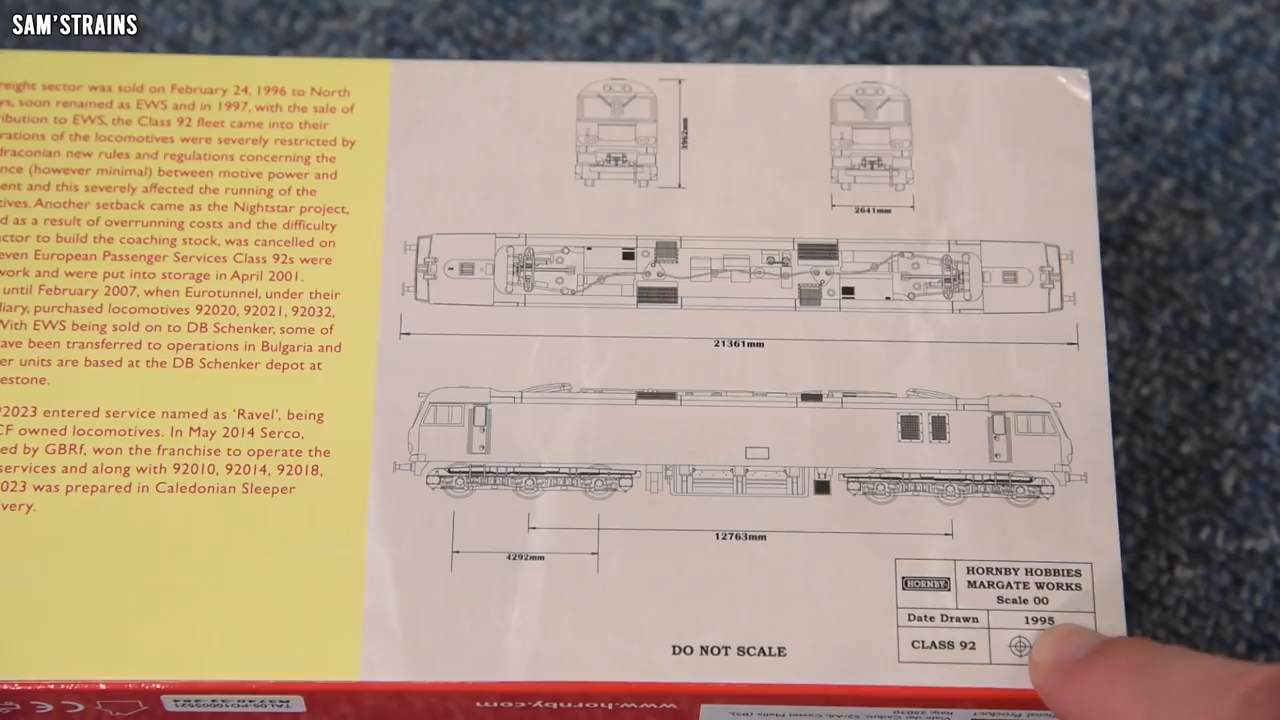 SAM'STRAINS
reight sector was sold on February 24, 1996 to North
ys, soon renamed as EWS and in 1997, with the sale of
ribution to EWS, the Class 92 fleet came into their
rations of the locomotives were severely restricted by
draconian new rules and regulations concerning the
nce (however minimal) between motive power and
ent and this severely affected the running of the
tives. Another setback came as the Nightstar project,
d as a result of overrunning costs and the difficulty
actor to build the coaching stock, was cancelled on
even European Passenger Services Class 92s were
work and were put into storage in April 2001.
until February 2007, when Eurotunnel, under their
diary, purchased locomotives 92020, 92021, 92032,
With EWS being sold on to DB Schenker, some of
ave been transferred to operations in Bulgaria and
er units are based at the DB Schenker depot at
estone.
92023 entered service named as 'Ravel', being
CF owned locomotives. In May 2014 Serco,
ed by GBRf, won the franchise to operate the
services and along with 92010, 92014, 92018,
023 was prepared in Caledonian Sleeper
very.
3962mm
2641mm
21361mm
12763mm
4292mm
DO NOT SCALE
HORNBY
HORNBY HOBBIES
MARGATE WORKS
Scale 00
Date Drawn 1995
CLASS 92
www.hornby.com